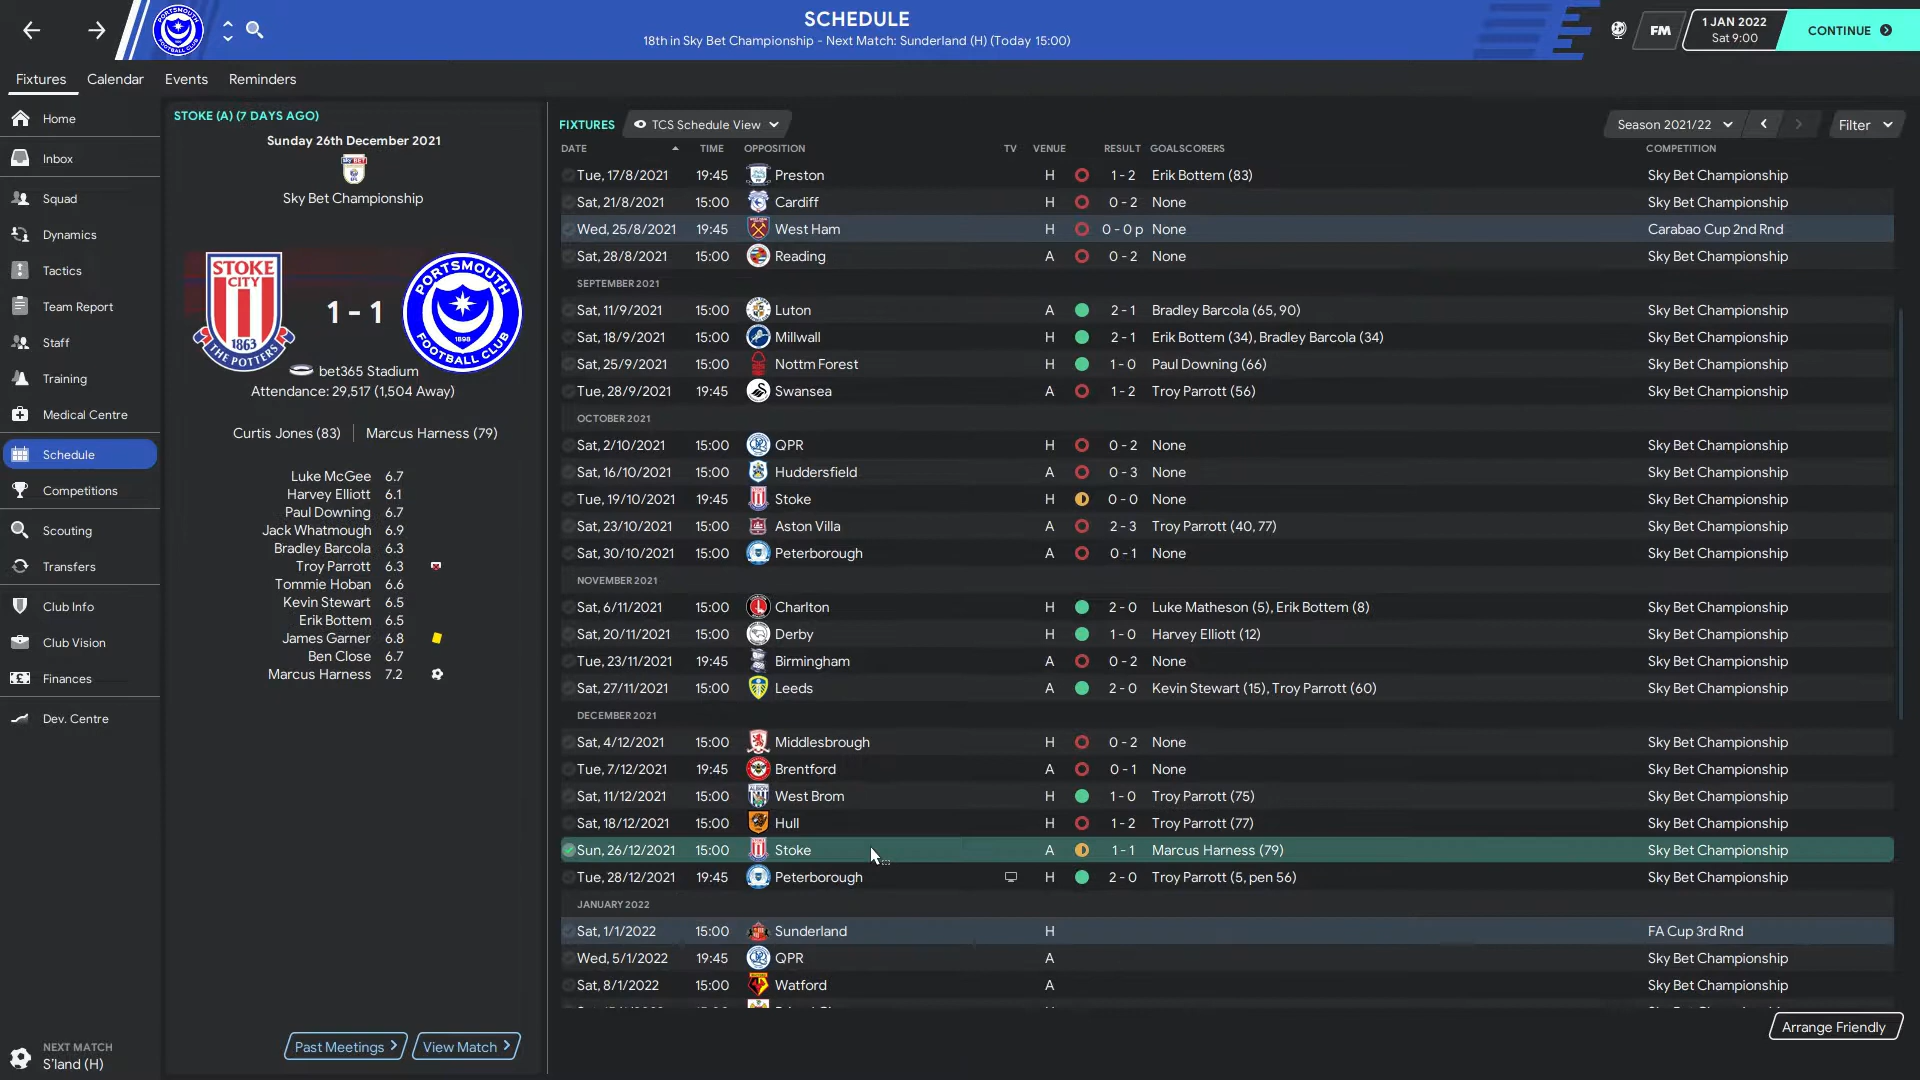 SCHEDULE
18th in Sky Bet Championship - Next Match: Sunderland (H) (Today 15:00)
FM
1 JAN 2022
Sat 9:00
CONTINUE
Fixtures Calendar Events Reminders
Home
Inbox
Squad
Dynamics
Tactics
Team Report
Staff
Training
Medical Centre
Schedule
Competitions
Scouting
Transfers
Club Info
Club Vision
Finances
Dev. Centre
NEXT MATCH
S'land (H)
STOKE (A) (7 DAYS AGO)
Sunday 26th December 2021
Sky Bet Championship
STOKE
CITY
1863
THE POTTERS
1 - 1
PORTSMOUTH
1898
FOOTBALL CLUB
bet365 Stadium
Attendance: 29,517 (1,504 Away)
Curtis Jones (83) Marcus Harness (79)
Luke McGee 6.7
Harvey Elliott 6.1
Paul Downing 6.7
Jack Whatmough 6.9
Bradley Barcola 6.3
Troy Parrott 6.3
Tommie Hoban 6.6
Kevin Stewart 6.5
Erik Bottem 6.5
James Garner 6.8
Ben Close 6.7
Marcus Harness 7.2
Past Meetings View Match
FIXTURES TCS Schedule View Season 2021/22 Filter
DATE TIME OPPOSITION TV VENUE RESULT GOALSCORERS COMPETITION
Tue, 17/8/2021 19:45 Preston H 1 - 2 Erik Bottem (83) Sky Bet Championship
Sat, 21/8/2021 15:00 Cardiff H 0 - 2 None Sky Bet Championship
Wed, 25/8/2021 19:45 West Ham H 0 - 0 p None Carabao Cup 2nd Rnd
Sat, 28/8/2021 15:00 Reading A 0 - 2 None Sky Bet Championship
SEPTEMBER 2021
Sat, 11/9/2021 15:00 Luton A 2 - 1 Bradley Barcola (65, 90) Sky Bet Championship
Sat, 18/9/2021 15:00 Millwall H 2 - 1 Erik Bottem (34), Bradley Barcola (34) Sky Bet Championship
Sat, 25/9/2021 15:00 Nottm Forest H 1 - 0 Paul Downing (66) Sky Bet Championship
Tue, 28/9/2021 19:45 Swansea A 1 - 2 Troy Parrott (56) Sky Bet Championship
OCTOBER 2021
Sat, 2/10/2021 15:00 QPR H 0 - 2 None Sky Bet Championship
Sat, 16/10/2021 15:00 Huddersfield A 0 - 3 None Sky Bet Championship
Tue, 19/10/2021 19:45 Stoke H 0 - 0 None Sky Bet Championship
Sat, 23/10/2021 15:00 Aston Villa A 2 - 3 Troy Parrott (40, 77) Sky Bet Championship
Sat, 30/10/2021 15:00 Peterborough A 0 - 1 None Sky Bet Championship
NOVEMBER 2021
Sat, 6/11/2021 15:00 Charlton H 2 - 0 Luke Matheson (5), Erik Bottem (8) Sky Bet Championship
Sat, 20/11/2021 15:00 Derby H 1 - 0 Harvey Elliott (12) Sky Bet Championship
Tue, 23/11/2021 19:45 Birmingham A 0 - 2 None Sky Bet Championship
Sat, 27/11/2021 15:00 Leeds A 2 - 0 Kevin Stewart (15), Troy Parrott (60) Sky Bet Championship
DECEMBER 2021
Sat, 4/12/2021 15:00 Middlesbrough H 0 - 2 None Sky Bet Championship
Tue, 7/12/2021 19:45 Brentford A 0 - 1 None Sky Bet Championship
Sat, 11/12/2021 15:00 West Brom H 1 - 0 Troy Parrott (75) Sky Bet Championship
Sat, 18/12/2021 15:00 Hull H 1 - 2 Troy Parrott (77) Sky Bet Championship
Sun, 26/12/2021 15:00 Stoke A 1 - 1 Marcus Harness (79) Sky Bet Championship
Tue, 28/12/2021 19:45 Peterborough H 2 - 0 Troy Parrott (5, pen 56) Sky Bet Championship
JANUARY 2022
Sat, 1/1/2022 15:00 Sunderland H FA Cup 3rd Rnd
Wed, 5/1/2022 19:45 QPR A Sky Bet Championship
Sat, 8/1/2022 15:00 Watford A Sky Bet Championship
Arrange Friendly